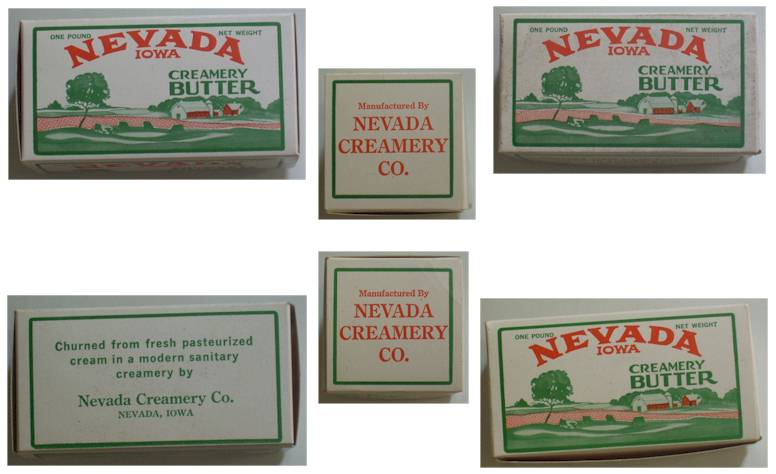 ONE POUND NET WEIGHT
NEVADA
IOWA
CREAMERY
BUTTER
NEVADA
Manufactured By
NEVADA
CREAMERY
CO.
ONE POUND NET WEIGHT
NEVADA
IOWA
CREAMERY
BUTTER
Churned from fresh pasteurized
cream in a modern sanitary
creamery by
Nevada Creamery Co.
NEVADA, IOWA
Manufactured By
NEVADA
CREAMERY
CO.
ONE POUND NET WEIGHT
NEVADA
IOWA
CREAMERY
BUTTER